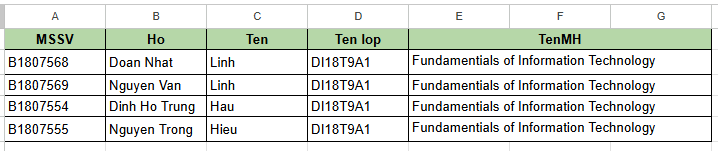 A B C D E F G
MSSV Ho Ten Ten lop TenMH
B1807568 Doan Nhat Linh DI18T9A1 Fundamentials of Information Technology
B1807569 Nguyen Van Linh DI18T9A1 Fundamentials of Information Technology
B1807554 Dinh Ho Trung Hau DI18T9A1 Fundamentials of Information Technology
B1807555 Nguyen Trong Hieu DI18T9A1 Fundamentials of Information Technology